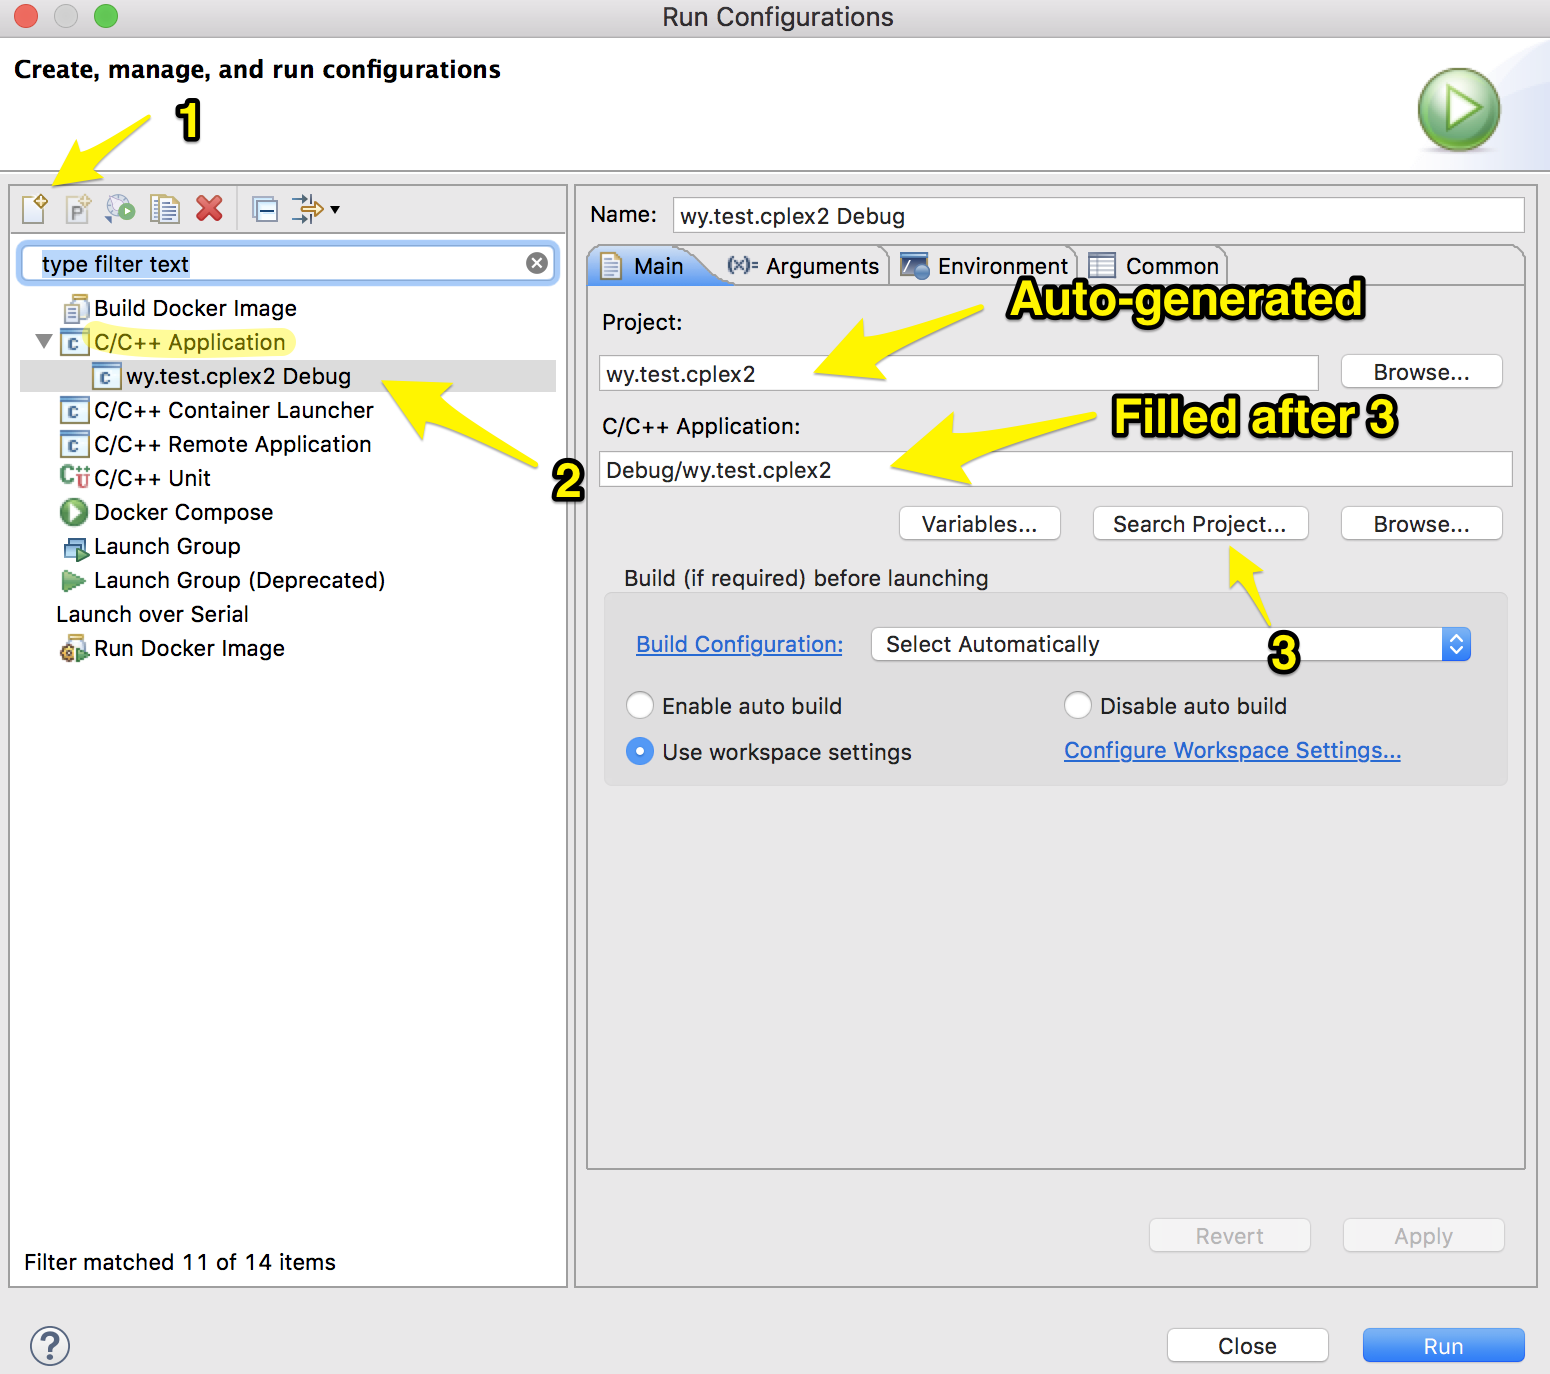 Run Configurations
Create, manage, and run configurations
1
type filter text
Build Docker Image
C/C++ Application
wy.test.cplex2 Debug
C/C++ Container Launcher
C/C++ Remote Application
C/C++ Unit
Docker Compose
Launch Group
Launch Group (Deprecated)
Launch over Serial
Run Docker Image
2
Filter matched 11 of 14 items
Name: wy.test.cplex2 Debug
Main (x)= Arguments Environment Common
Auto-generated
Project:
wy.test.cplex2 Browse...
Filled after 3
C/C++ Application:
Debug/wy.test.cplex2
Variables... Search Project... Browse...
Build (if required) before launching
Build Configuration: Select Automatically
3
Enable auto build Disable auto build
Use workspace settings Configure Workspace Settings...
Revert Apply
? Close Run